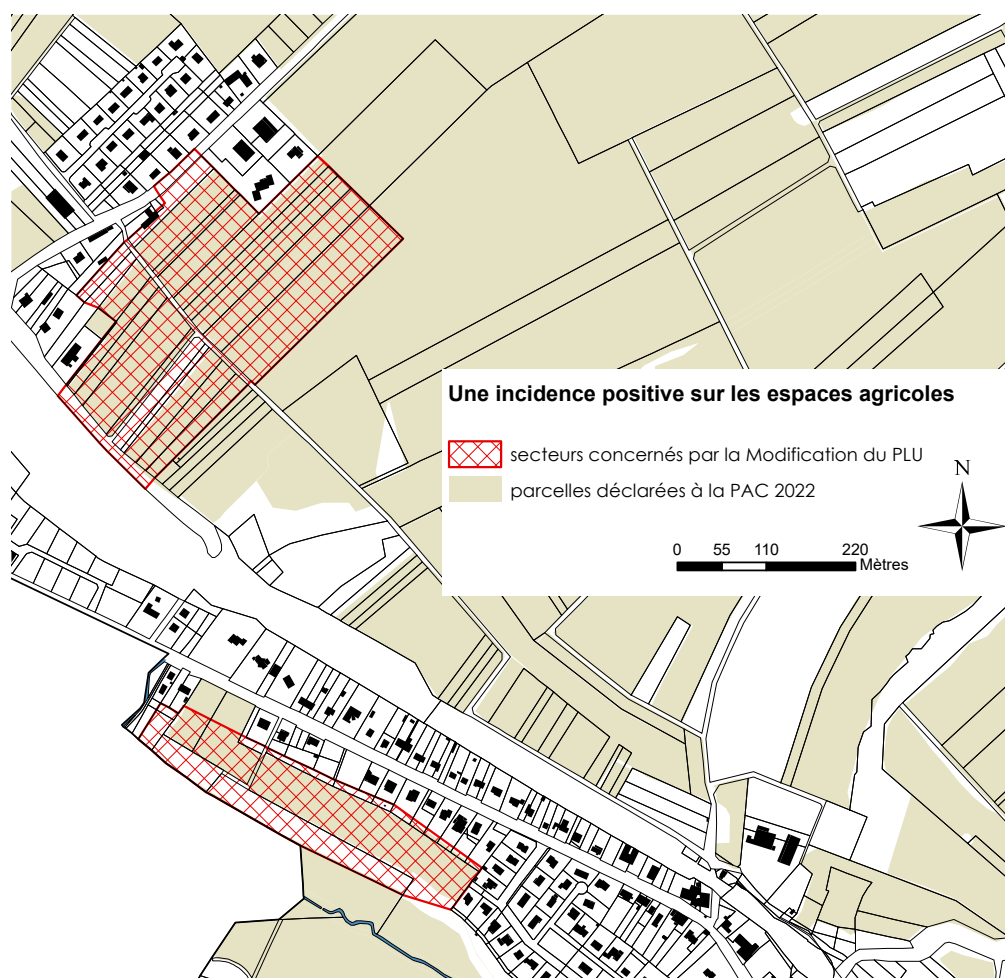 Une incidence positive sur les espaces agricoles
secteurs concernés par la Modification du PLU
parcelles déclarées à la PAC 2022
N
0 55 110 220
Mètres